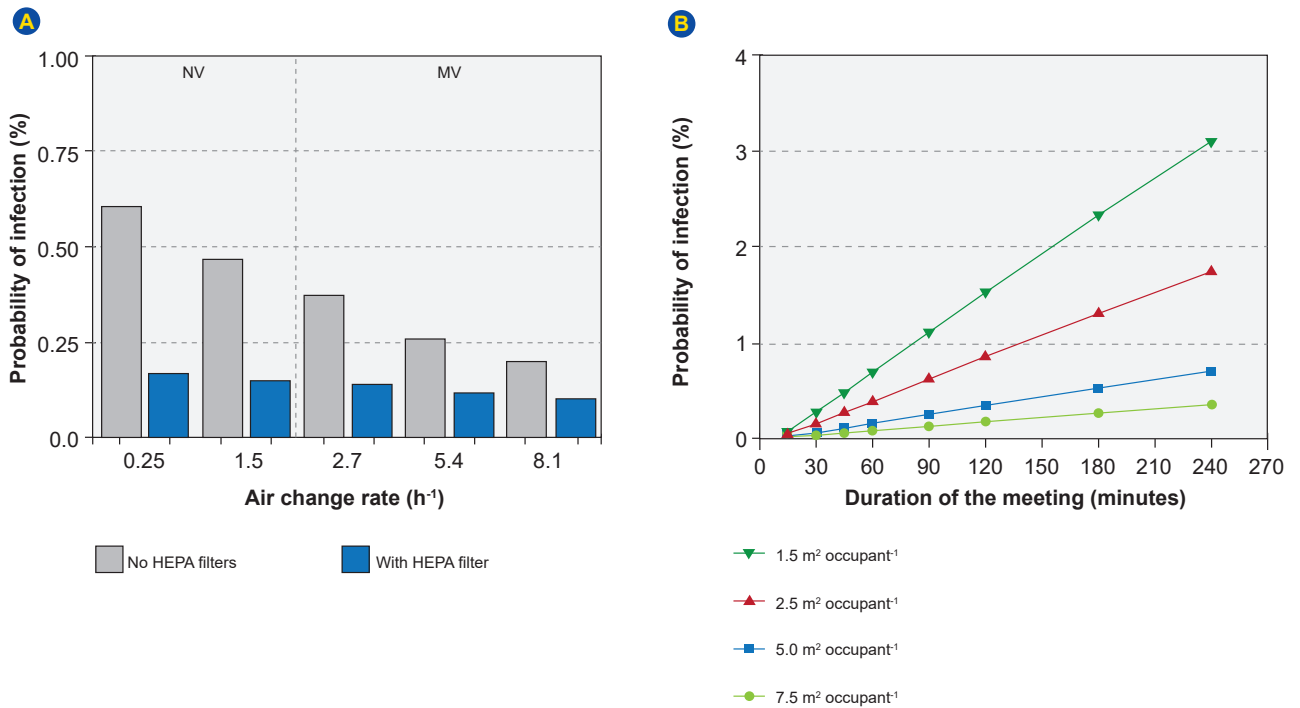 A
1.00
0.75
0.50
0.25
0.0
Probability of infection (%)
NV
MV
0.25 1.5 2.7 5.4 8.1
Air change rate (h⁻¹)
No HEPA filters
With HEPA filter
B
4
3
2
1
0
Probability of infection (%)
0 30 60 90 120 150 180 210 240 270
Duration of the meeting (minutes)
1.5 m² occupant⁻¹
2.5 m² occupant⁻¹
5.0 m² occupant⁻¹
7.5 m² occupant⁻¹